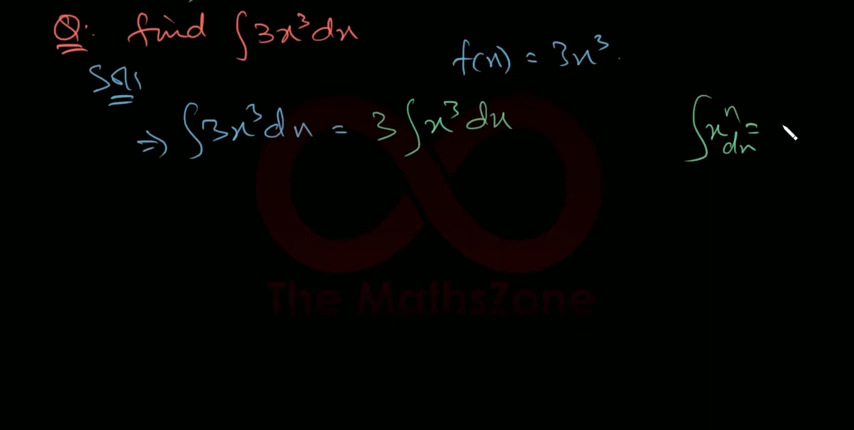 Q: find ∫3x³dx
f(x) = 3x³.
Sol
⇒ ∫3x³dx = 3∫x³dx
∫xⁿdx =
The MathsZone